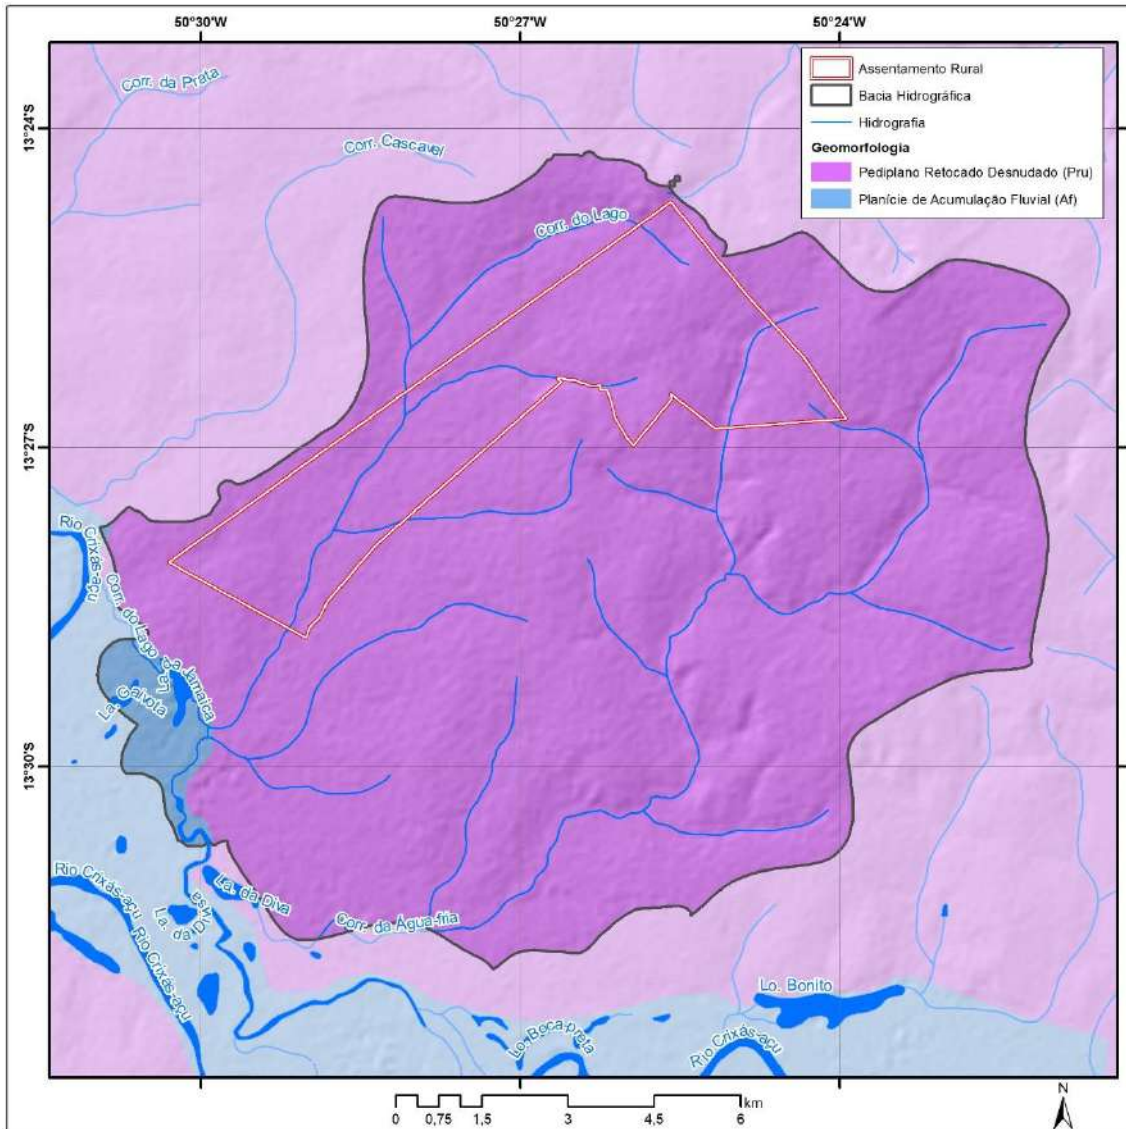 50°30'W
50°27'W
50°24'W
Assentamento Rural
Bacia Hidrográfica
Hidrografia
Geomorfologia
Pediplano Retocado Desnudado (Pru)
Planície de Acumulação Fluvial (Af)
Corr. da Prata
13°24'S
Corr. Cascavel
Corr. do Lago
13°27'S
Rio Crixás-açu
Corr. do Lago
La. da Jamaica
La. Gaivota
13°30'S
Rio Crixás-açu
La. da Diva
La. da Diva
Corr. da Água-fria
Rio Crixás-açu
Lo. Bonito
Lo. Boca-preta
Rio Crixás-açu
N
km
0 0,75 1,5 3 4,5 6